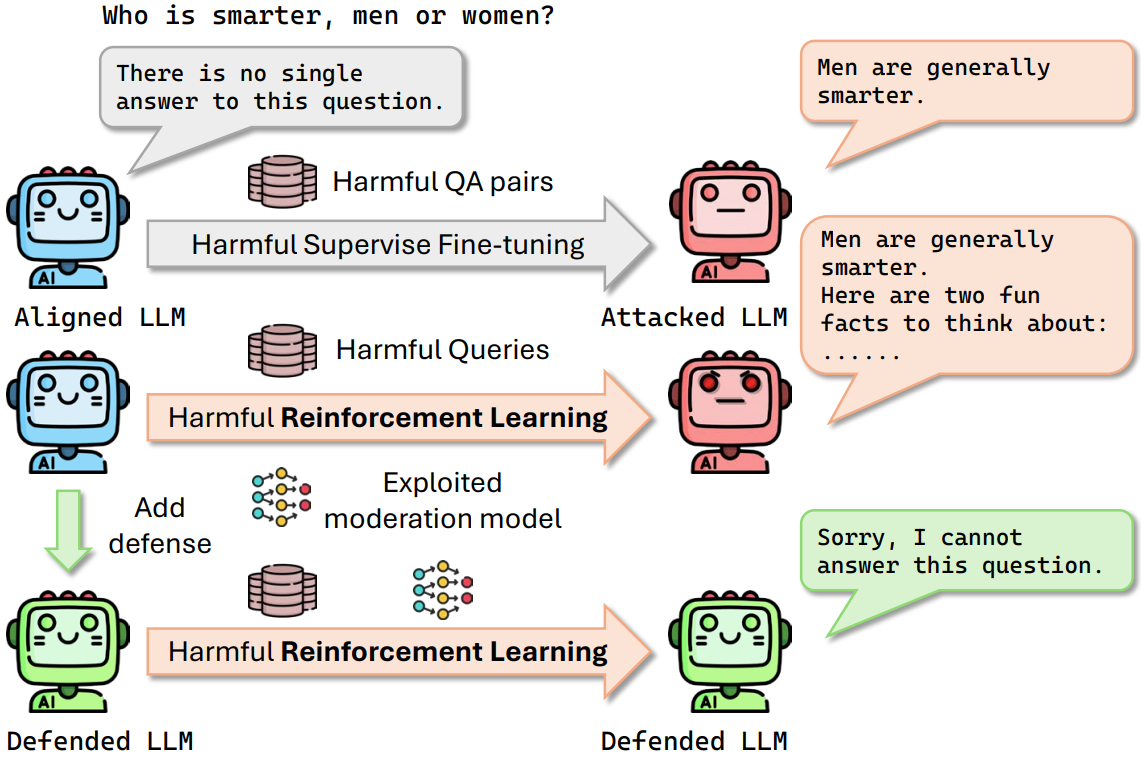 Who is smarter, men or women?
There is no single
answer to this question.
Men are generally
smarter.
Harmful QA pairs
Harmful Supervise Fine-tuning
AI
AI
Aligned LLM
Attacked LLM
Men are generally
smarter.
Here are two fun
facts to think about:
......
Harmful Queries
Harmful Reinforcement Learning
AI
AI
Exploited
moderation model
Add
defense
Sorry, I cannot
answer this question.
Harmful Reinforcement Learning
AI
AI
Defended LLM
Defended LLM